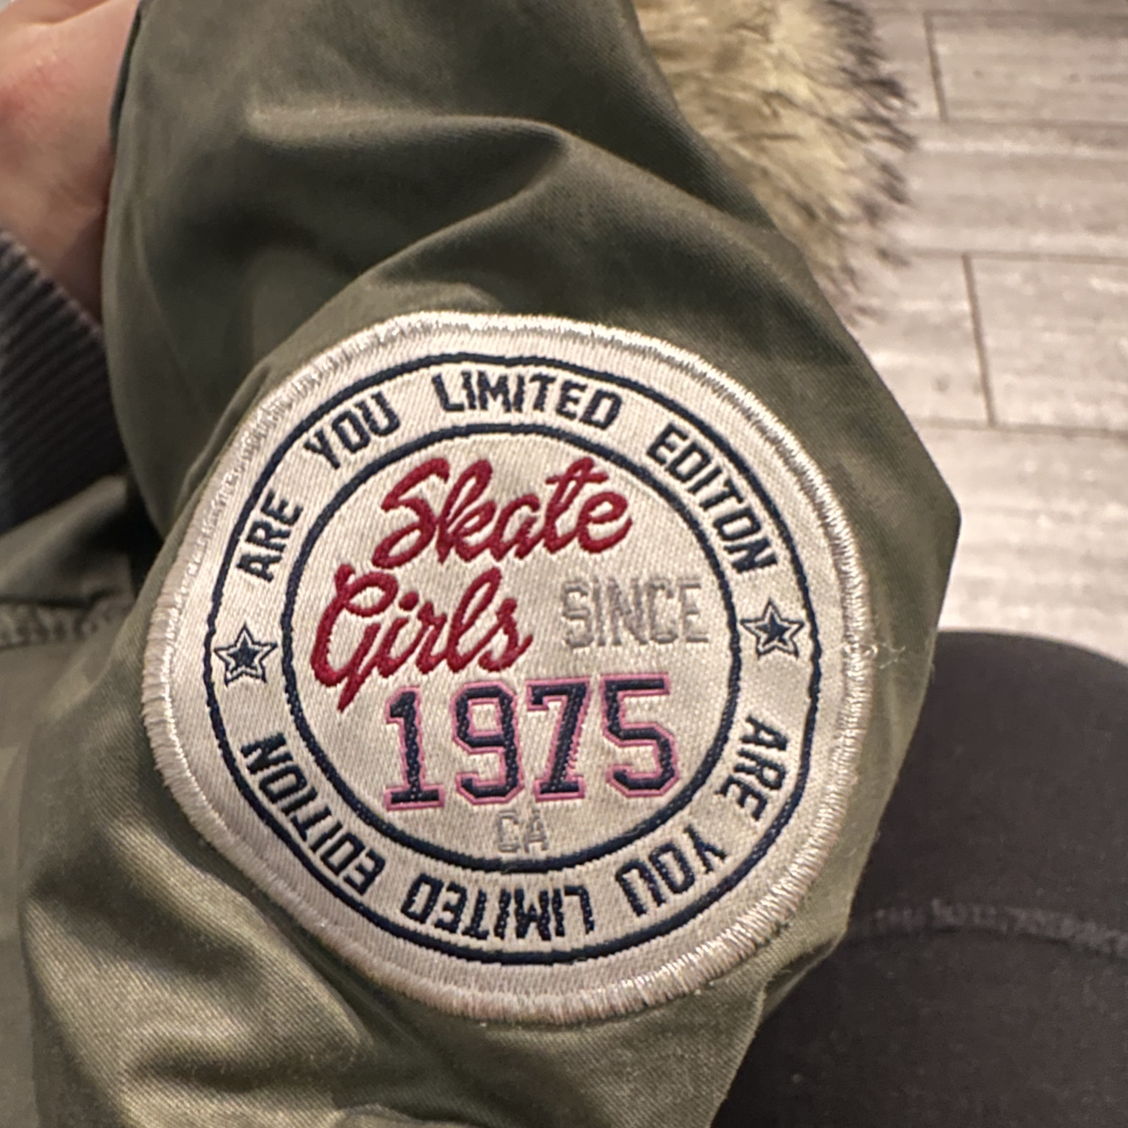 ARE YOU LIMITED EDITON
Skate
Girls SINCE
1975
CA
ARE YOU LIMITED EDITION